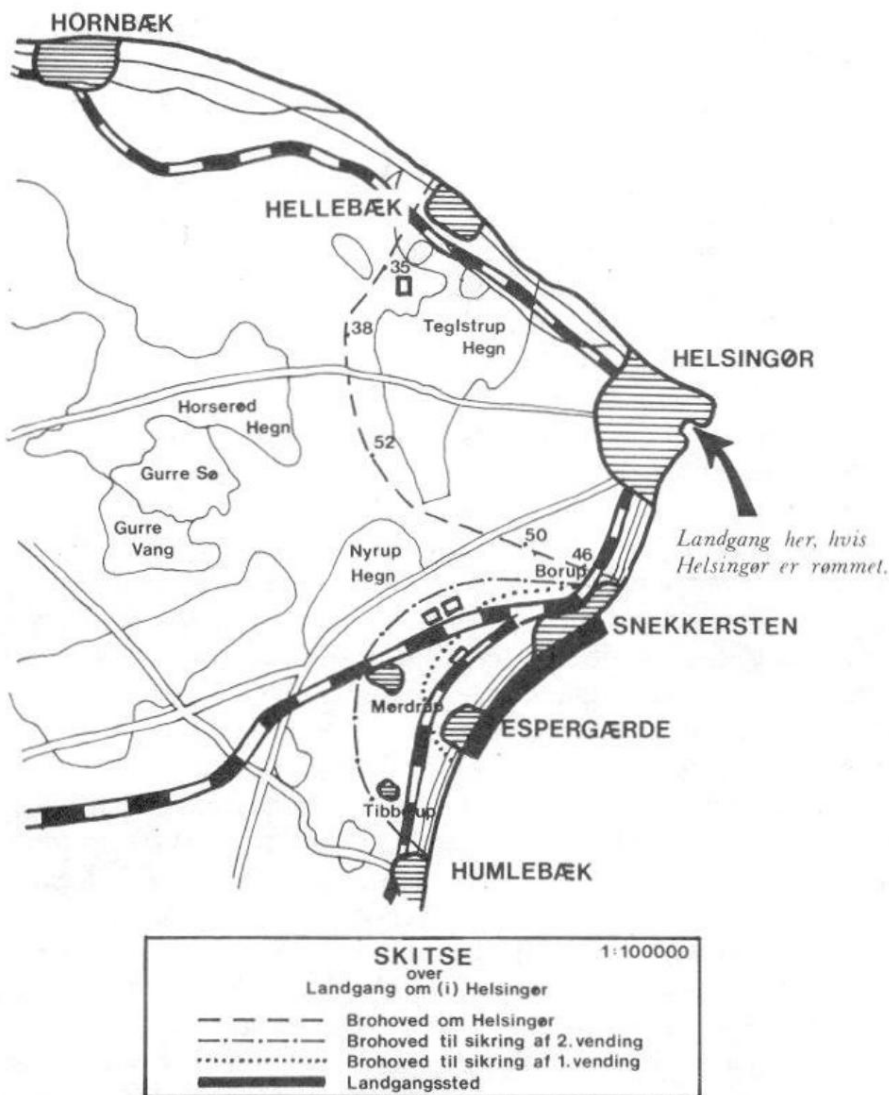 HORNBÆK
HELLEBÆK
35
38
Teglstrup
Hegn
HELSINGØR
Horserød
Hegn
52
Gurre Sø
Gurre
Vang
50
Nyrup
Hegn
46
Borup
Landgang her, hvis
Helsingør er rømmet.
SNEKKERSTEN
Mørdrup
ESPERGÆRDE
Tibberup
HUMLEBÆK
SKITSE
1:100000
over
Landgang om (i) Helsingør
Brohoved om Helsingør
Brohoved til sikring af 2. vending
Brohoved til sikring af 1. vending
Landgangssted